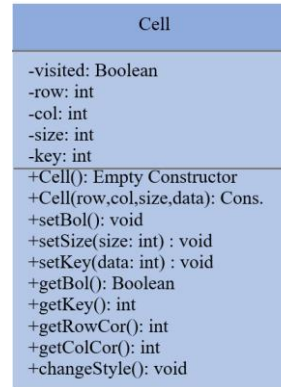 Cell
-visited: Boolean
-row: int
-col: int
-size: int
-key: int
+Cell(): Empty Constructor
+Cell(row,col,size,data): Cons.
+setBol(): void
+setSize(size: int) : void
+setKey(data: int) : void
+getBol(): Boolean
+getKey(): int
+getRowCor(): int
+getColCor(): int
+changeStyle(): void